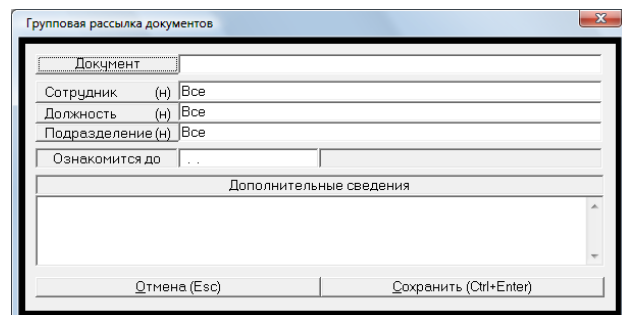 Групповая рассылка документов
Документ
Сотрудник (н) Все
Должность (н) Все
Подразделение (н) Все
Ознакомится до . .
Дополнительные сведения
Отмена (Esc) Сохранить (Ctrl+Enter)